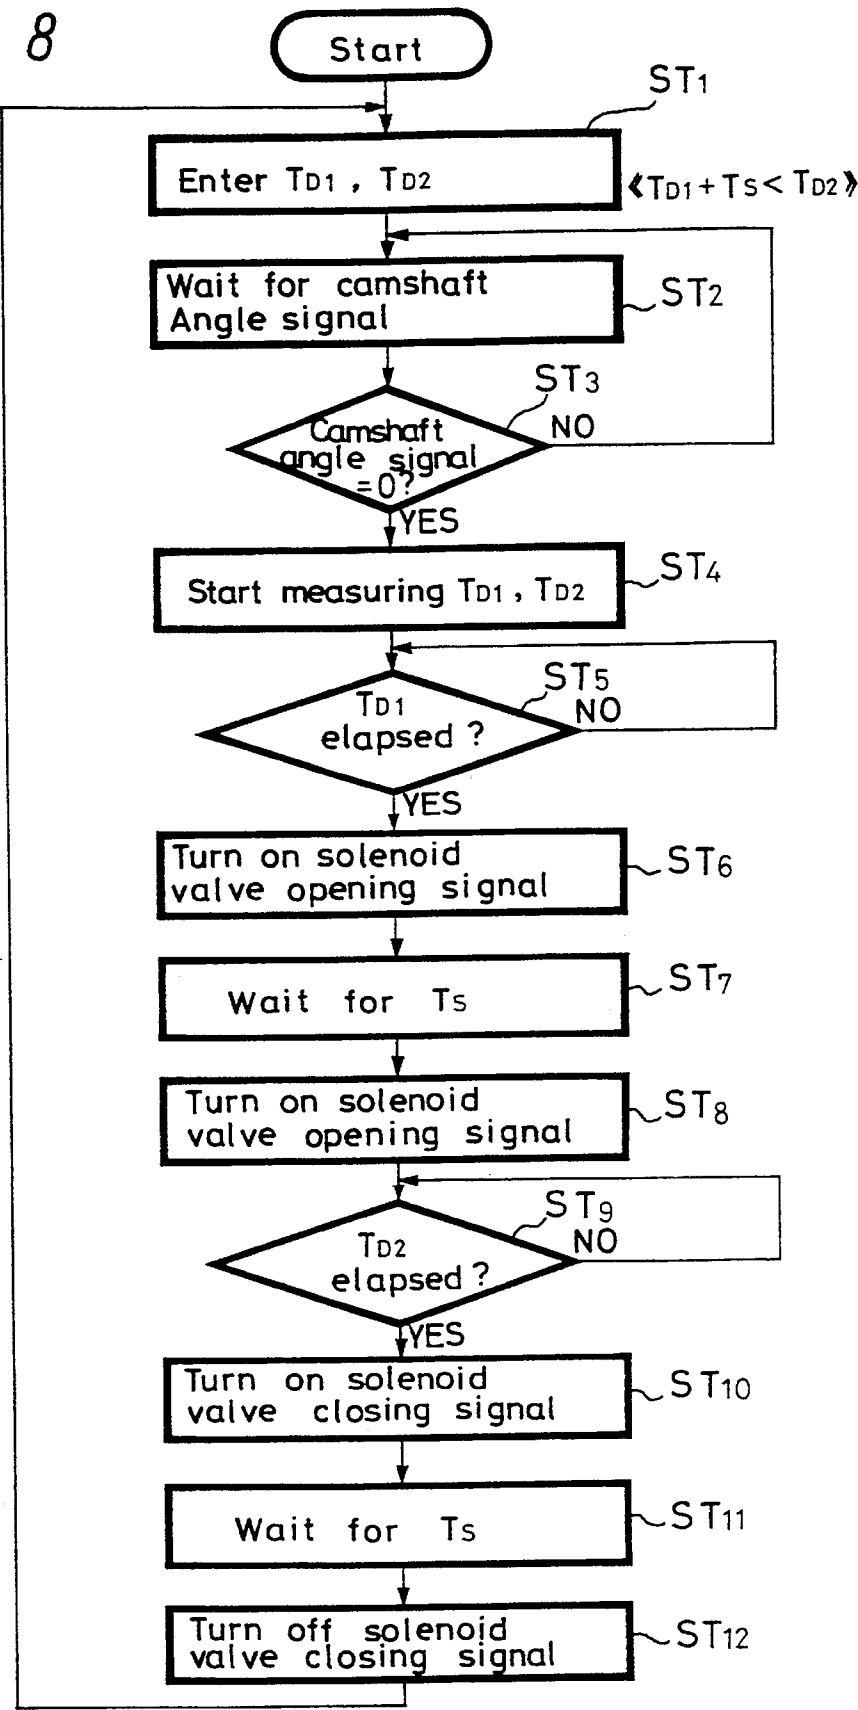 8
Start
ST1
Enter TD1, TD2
《TD1+TS<TD2》
Wait for camshaft
Angle signal
ST2
ST3
Camshaft
angle signal
=0?
NO
YES
Start measuring TD1, TD2
ST4
ST5
TD1
elapsed ?
NO
YES
Turn on solenoid
valve opening signal
ST6
Wait for TS
ST7
Turn on solenoid
valve opening signal
ST8
ST9
TD2
elapsed ?
NO
YES
Turn on solenoid
valve closing signal
ST10
Wait for TS
ST11
Turn off solenoid
valve closing signal
ST12